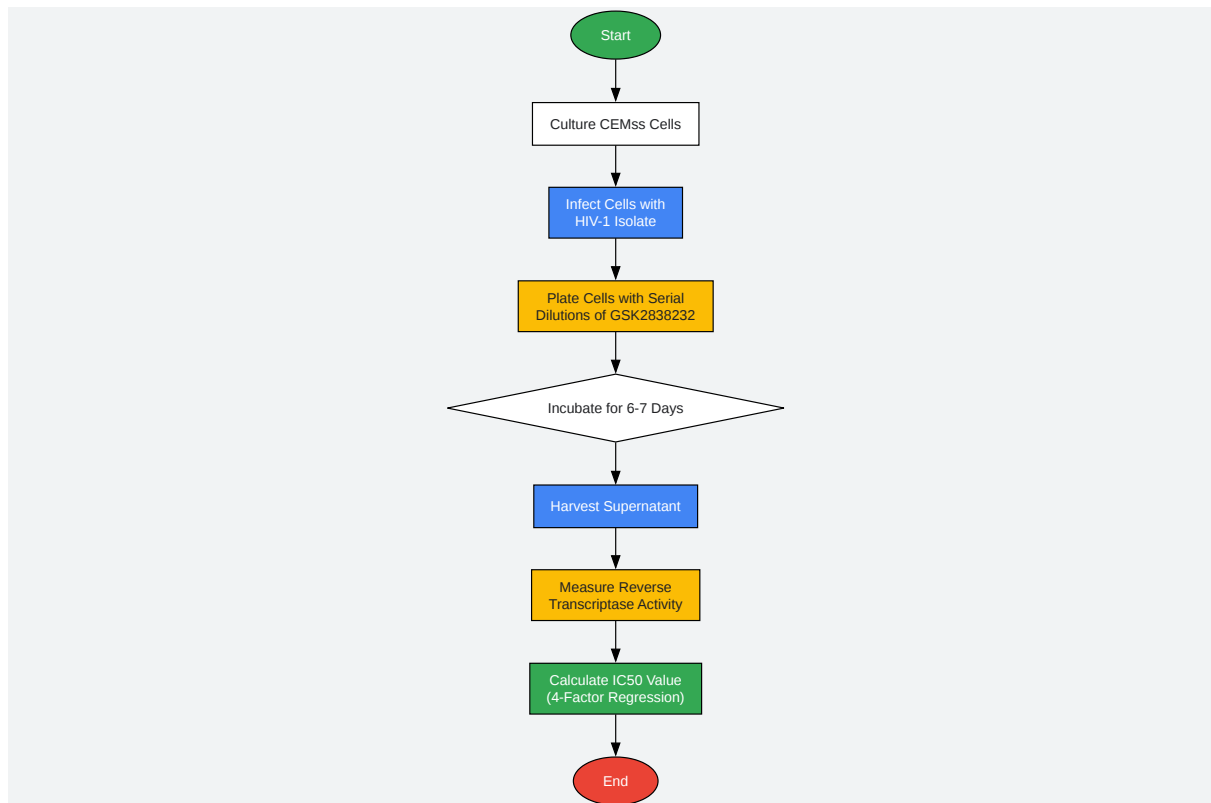 Start
Culture CEMss Cells
Infect Cells with
HIV-1 Isolate
Plate Cells with Serial
Dilutions of GSK2838232
Incubate for 6-7 Days
Harvest Supernatant
Measure Reverse
Transcriptase Activity
Calculate IC50 Value
(4-Factor Regression)
End